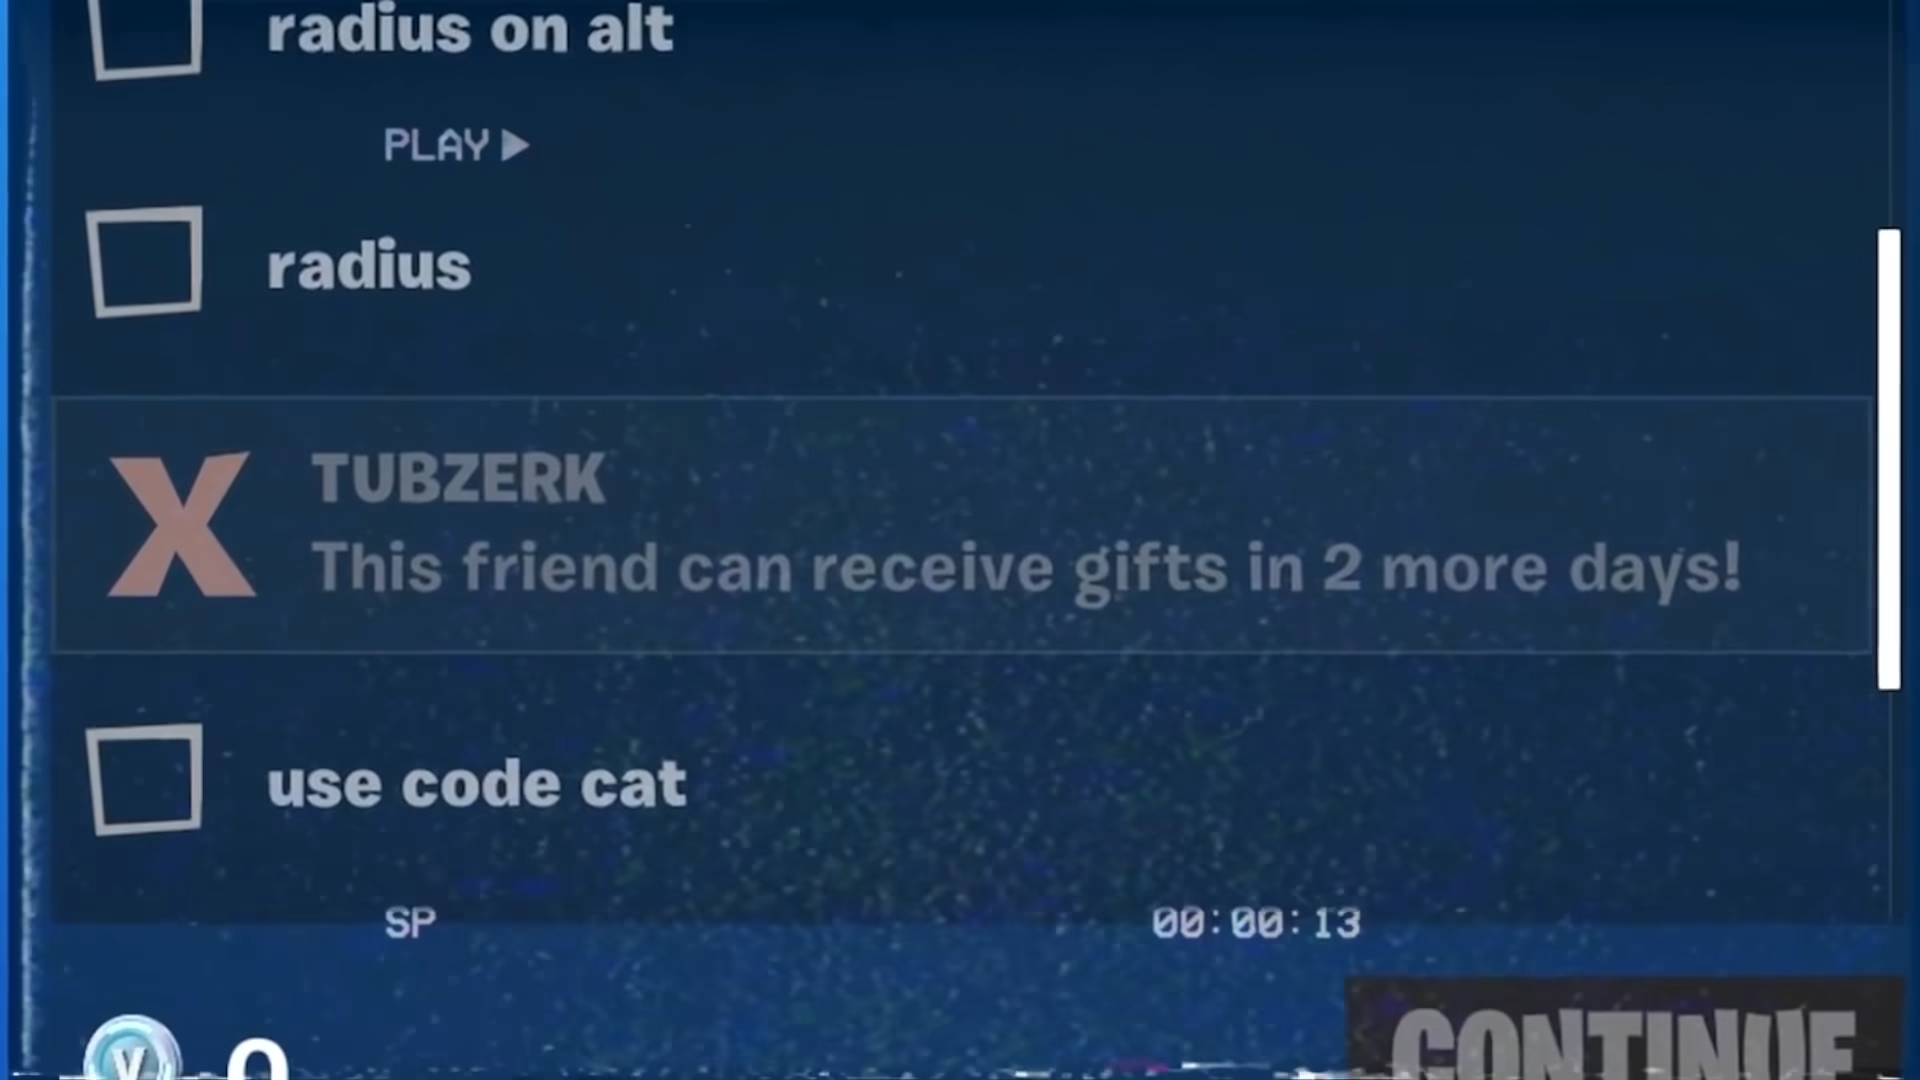 radius on alt
PLAY
radius
TUBZERK
This friend can receive gifts in 2 more days!
use code cat
SP
00:00:13
CONTINUE
V 0